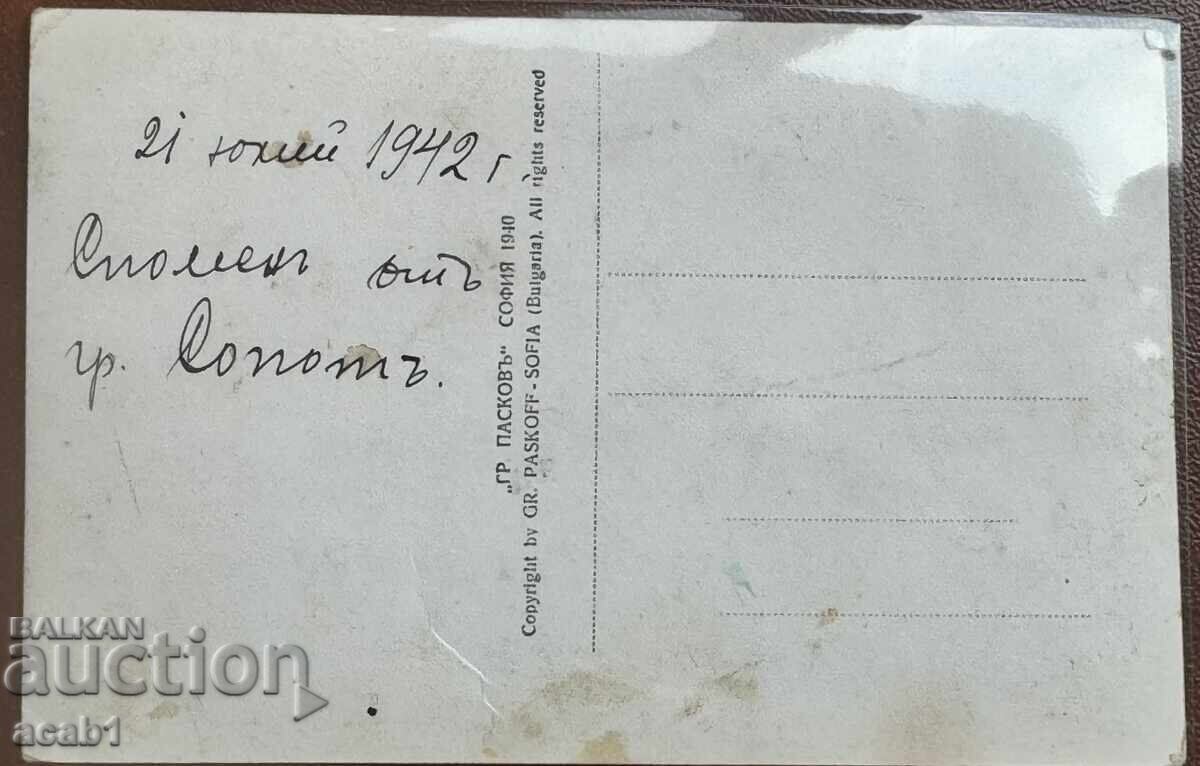 21 юний 1942 г
Споменъ отъ
гр. Сопотъ.
„ГР ПАСКОВЪ“ СОФИЯ 1940
Copyright by GR. PASKOFF - SOFIA (Bulgaria). All rights reserved
BALKAN
auction
acab1